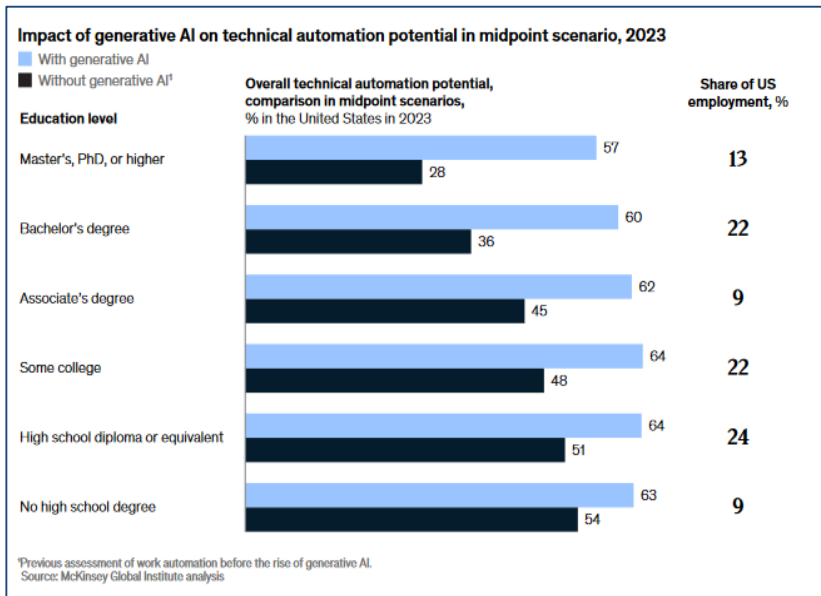 Impact of generative AI on technical automation potential in midpoint scenario, 2023
With generative AI
Without generative AI¹
Overall technical automation potential,
comparison in midpoint scenarios,
% in the United States in 2023
Share of US
employment, %
Education level
Master's, PhD, or higher
57
28
13
Bachelor's degree
60
36
22
Associate's degree
62
45
9
Some college
64
48
22
High school diploma or equivalent
64
51
24
No high school degree
63
54
9
¹Previous assessment of work automation before the rise of generative AI.
Source: McKinsey Global Institute analysis